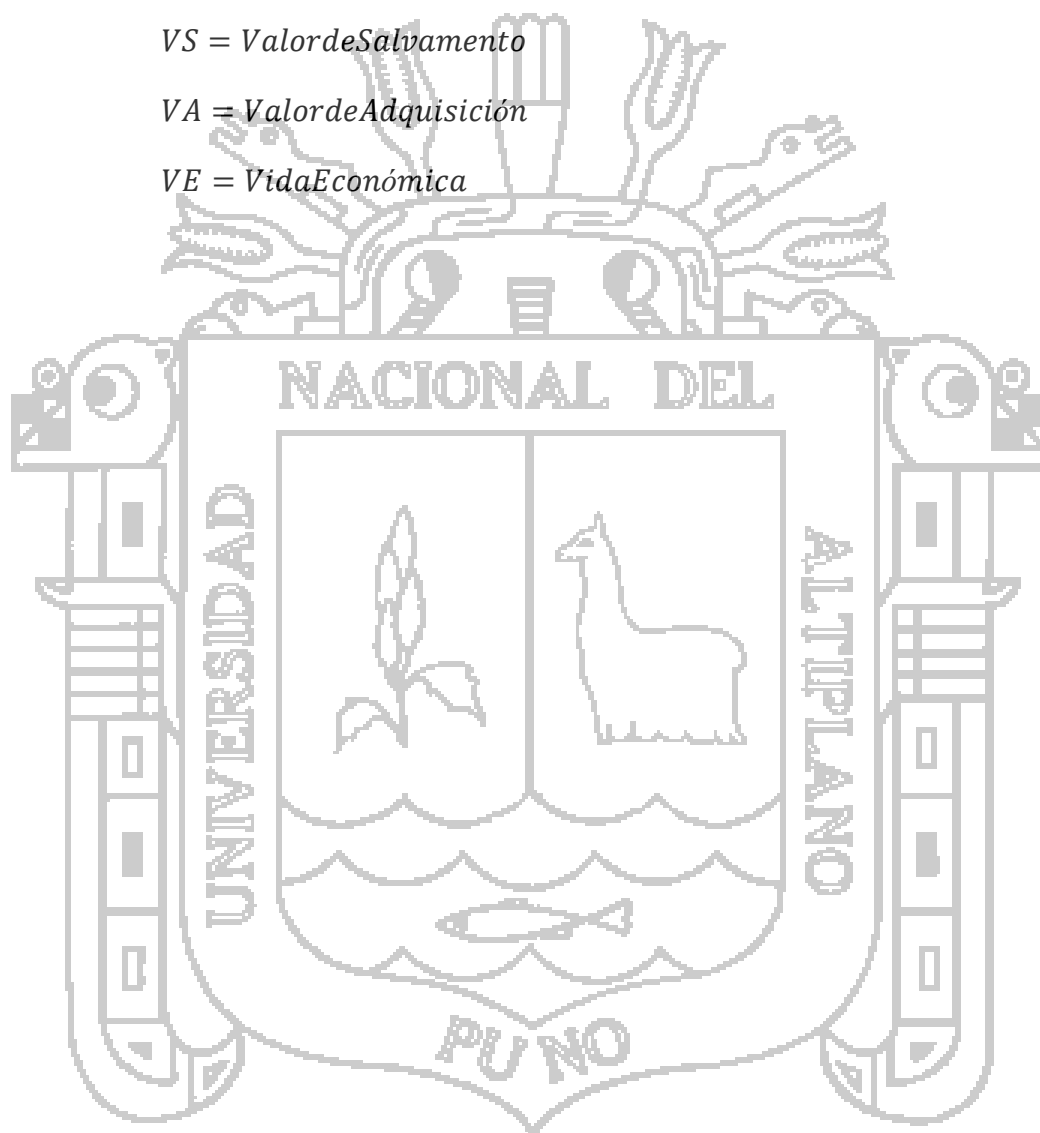 VS = ValordeSalvamento
VA = ValordeAdquisición
VE = VidaEconómica
NACIONAL DEL
UNIVERSIDAD
ALTIPLANO
PUNO